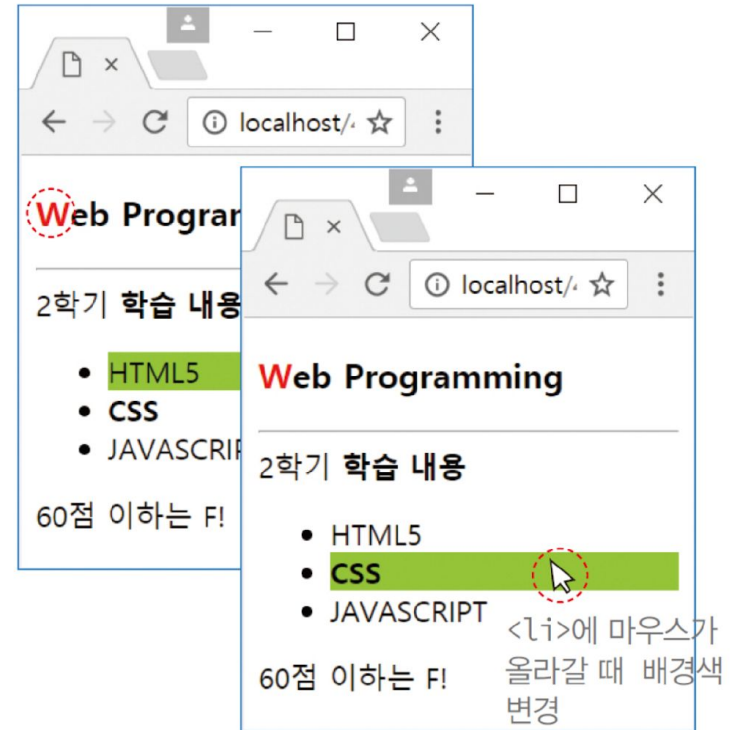 localhost/
Web Program
2학기 학습 내용
HTML5
CSS
JAVASCRIP
60점 이하는 F!
localhost/
Web Programming
2학기 학습 내용
HTML5
CSS
JAVASCRIPT
60점 이하는 F!
<li>에 마우스가
올라갈 때 배경색
변경